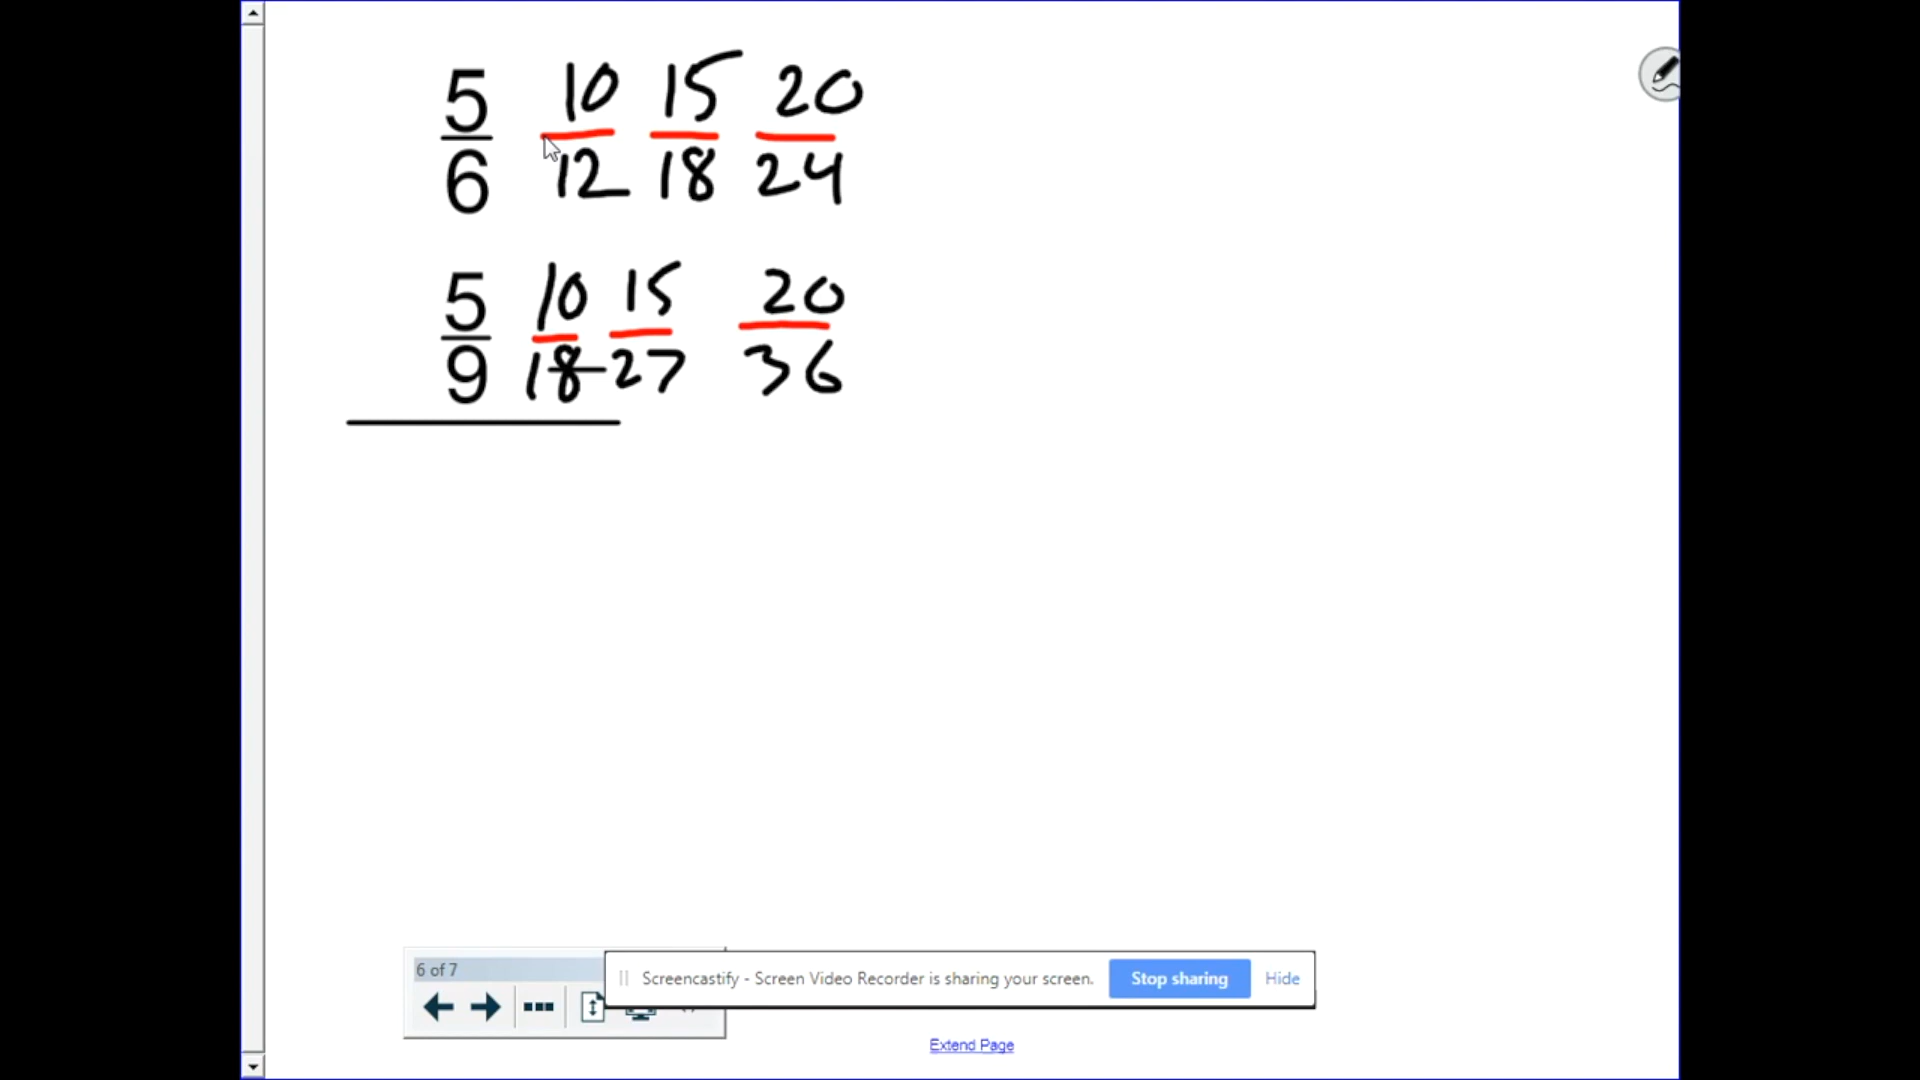 5 10 15 20
6 12 18 24
5 10 15 20
9 18 27 36
6 of 7
Screencastify - Screen Video Recorder is sharing your screen.
Stop sharing
Hide
Extend Page